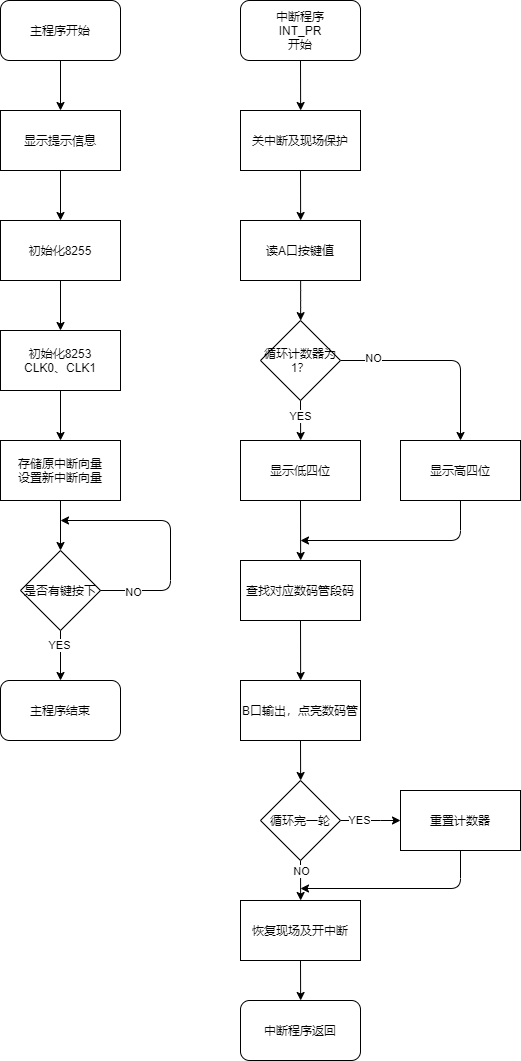 主程序开始
显示提示信息
初始化8255
初始化8253
CLK0、CLK1
存储原中断向量
设置新中断向量
是否有键按下
NO
YES
主程序结束
中断程序
INT_PR
开始
关中断及现场保护
读A口按键值
循环计数器为
1？
NO
YES
显示低四位
显示高四位
查找对应数码管段码
B口输出，点亮数码管
循环完一轮
YES
重置计数器
NO
恢复现场及开中断
中断程序返回